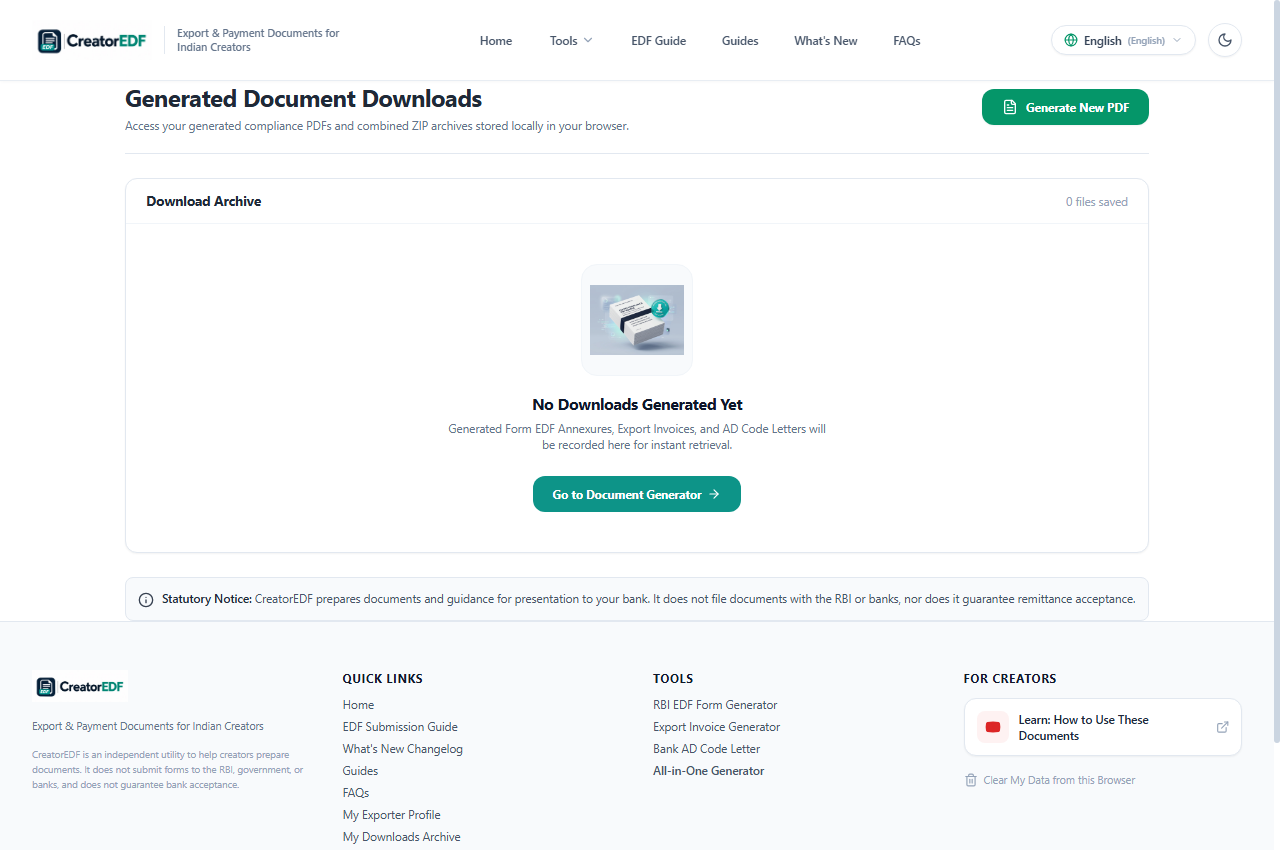 CreatorEDF
Export & Payment Documents for
Indian Creators
Home
Tools
EDF Guide
Guides
What's New
FAQs
English (English)
Generated Document Downloads
Generate New PDF
Access your generated compliance PDFs and combined ZIP archives stored locally in your browser.
Download Archive
0 files saved
No Downloads Generated Yet
Generated Form EDF Annexures, Export Invoices, and AD Code Letters will
be recorded here for instant retrieval.
Go to Document Generator
Statutory Notice: CreatorEDF prepares documents and guidance for presentation to your bank. It does not file documents with the RBI or banks, nor does it guarantee remittance acceptance.
CreatorEDF
Export & Payment Documents for Indian Creators
CreatorEDF is an independent utility to help creators prepare
documents. It does not submit forms to the RBI, government, or
banks, and does not guarantee bank acceptance.
QUICK LINKS
Home
EDF Submission Guide
What's New Changelog
Guides
FAQs
My Exporter Profile
My Downloads Archive
TOOLS
RBI EDF Form Generator
Export Invoice Generator
Bank AD Code Letter
All-in-One Generator
FOR CREATORS
Learn: How to Use These
Documents
Clear My Data from this Browser